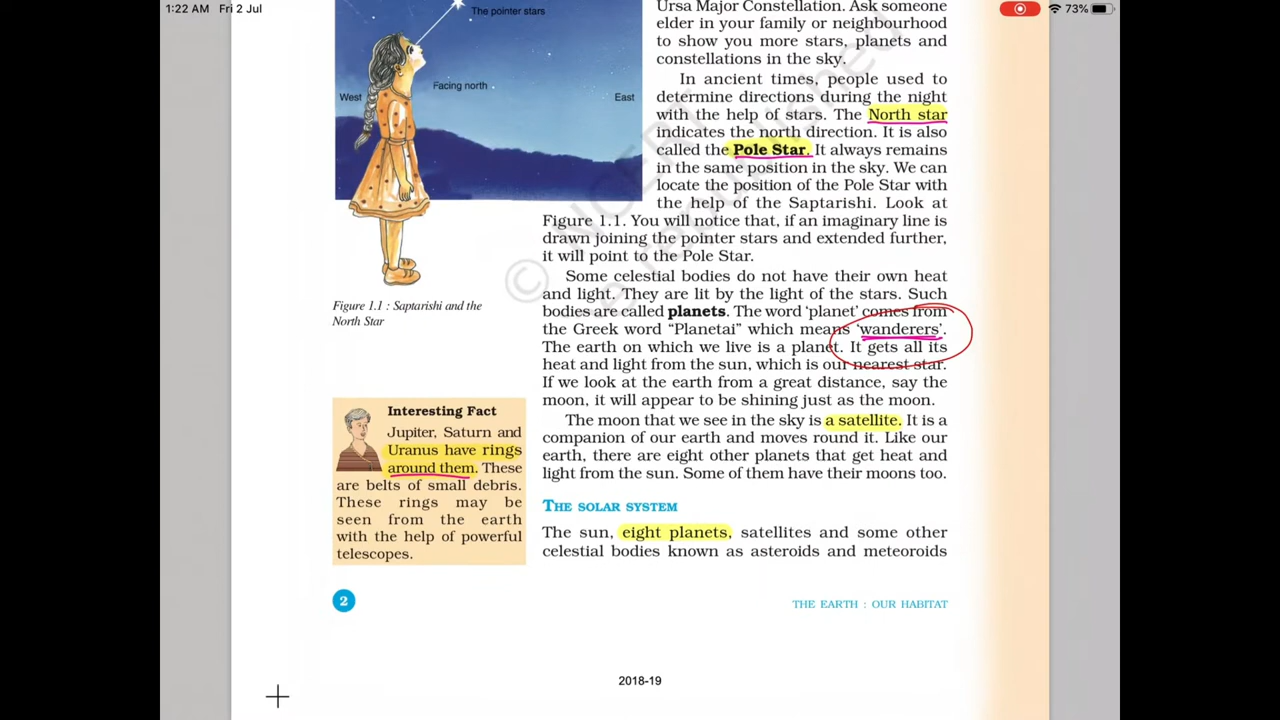 1:22 AM Fri 2 Jul
73%
The pointer stars
Facing north
West
East
Figure 1.1 : Saptarishi and the
North Star
Ursa Major Constellation. Ask someone
elder in your family or neighbourhood
to show you more stars, planets and
constellations in the sky.
In ancient times, people used to
determine directions during the night
with the help of stars. The North star
indicates the north direction. It is also
called the Pole Star. It always remains
in the same position in the sky. We can
locate the position of the Pole Star with
the help of the Saptarishi. Look at
Figure 1.1. You will notice that, if an imaginary line is
drawn joining the pointer stars and extended further,
it will point to the Pole Star.
Some celestial bodies do not have their own heat
and light. They are lit by the light of the stars. Such
bodies are called planets. The word ‘planet’ comes from
the Greek word “Planetai” which means ‘wanderers’.
The earth on which we live is a planet. It gets all its
heat and light from the sun, which is our nearest star.
If we look at the earth from a great distance, say the
moon, it will appear to be shining just as the moon.
The moon that we see in the sky is a satellite. It is a
companion of our earth and moves round it. Like our
earth, there are eight other planets that get heat and
light from the sun. Some of them have their moons too.
Interesting Fact
Jupiter, Saturn and
Uranus have rings
around them. These
are belts of small debris.
These rings may be
seen from the earth
with the help of powerful
telescopes.
THE SOLAR SYSTEM
The sun, eight planets, satellites and some other
celestial bodies known as asteroids and meteoroids
2
THE EARTH : OUR HABITAT
2018-19